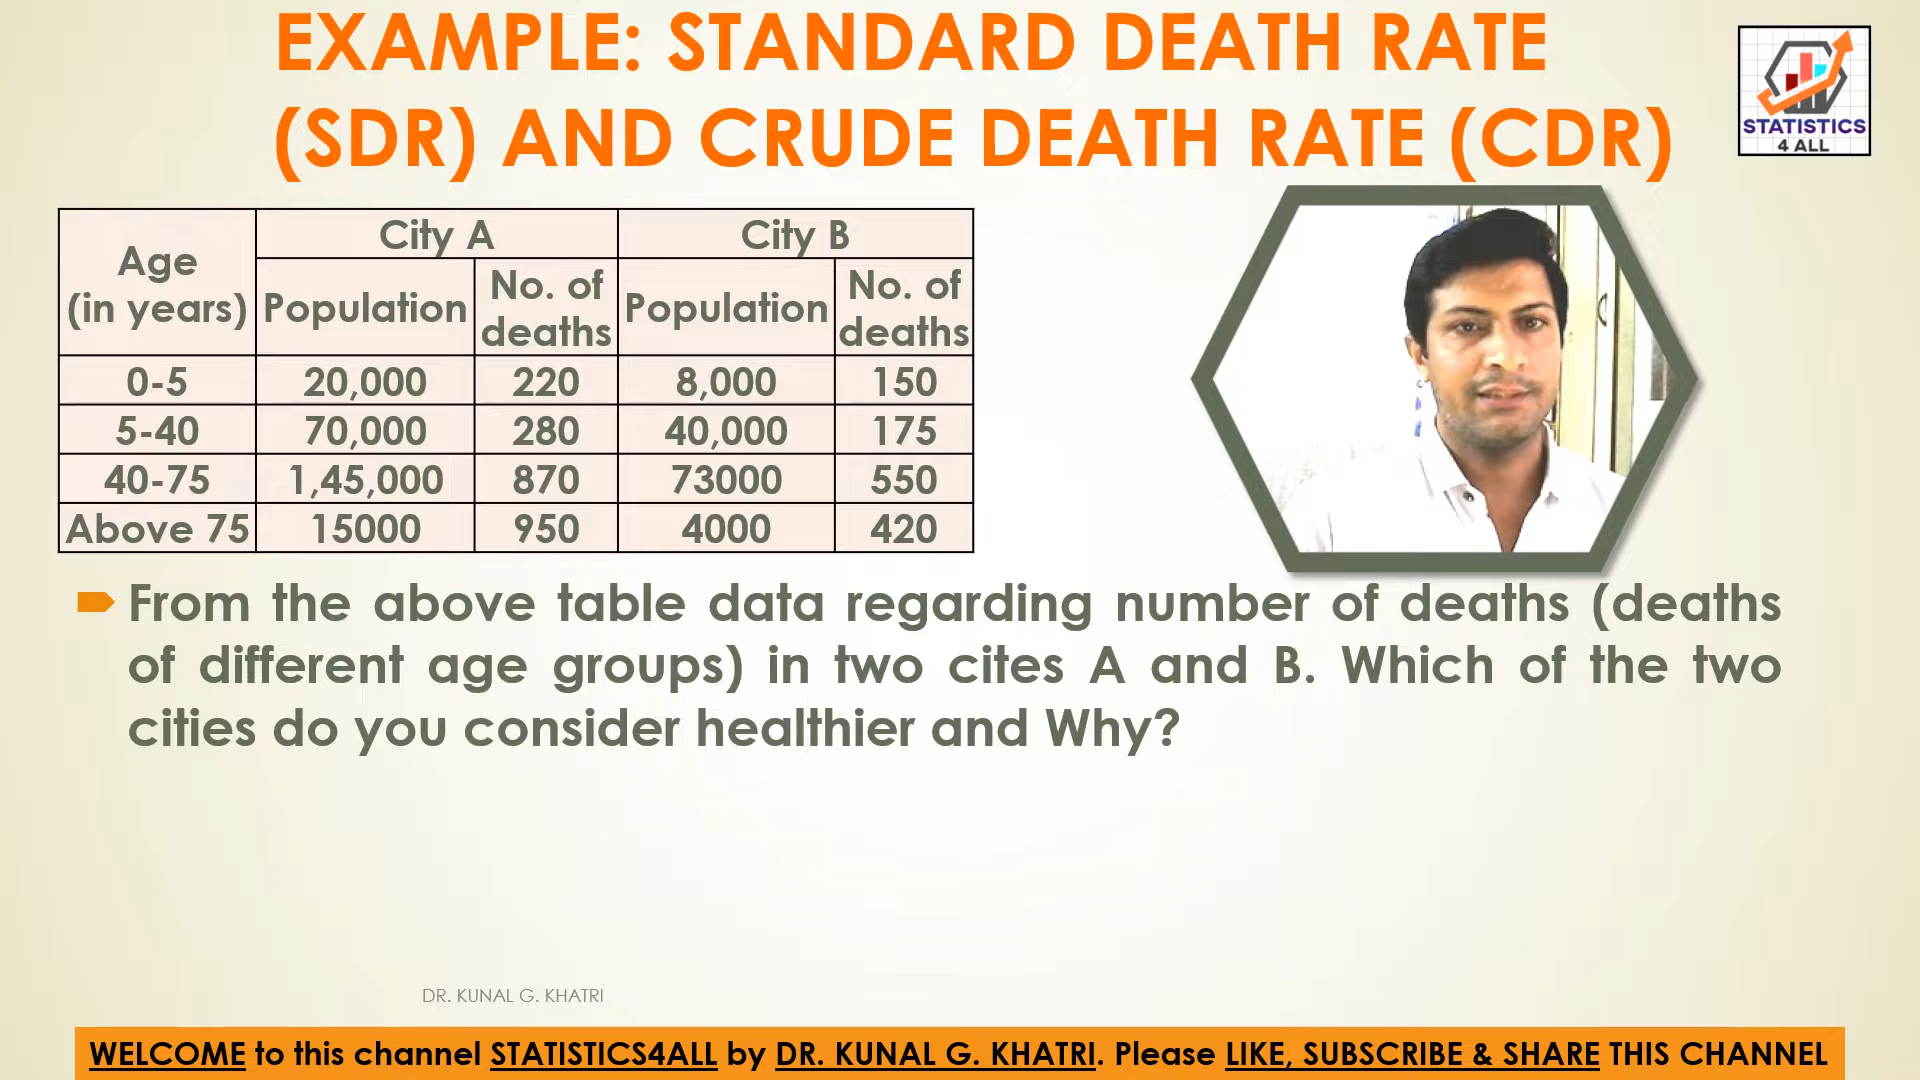 EXAMPLE: STANDARD DEATH RATE
(SDR) AND CRUDE DEATH RATE (CDR)
STATISTICS
4 ALL
Age
(in years)
City A
City B
Population
No. of
deaths
Population
No. of
deaths
0-5 20,000 220 8,000 150
5-40 70,000 280 40,000 175
40-75 1,45,000 870 73000 550
Above 75 15000 950 4000 420
From the above table data regarding number of deaths (deaths
of different age groups) in two cites A and B. Which of the two
cities do you consider healthier and Why?
DR. KUNAL G. KHATRI
WELCOME to this channel STATISTICS4ALL by DR. KUNAL G. KHATRI. Please LIKE, SUBSCRIBE & SHARE THIS CHANNEL